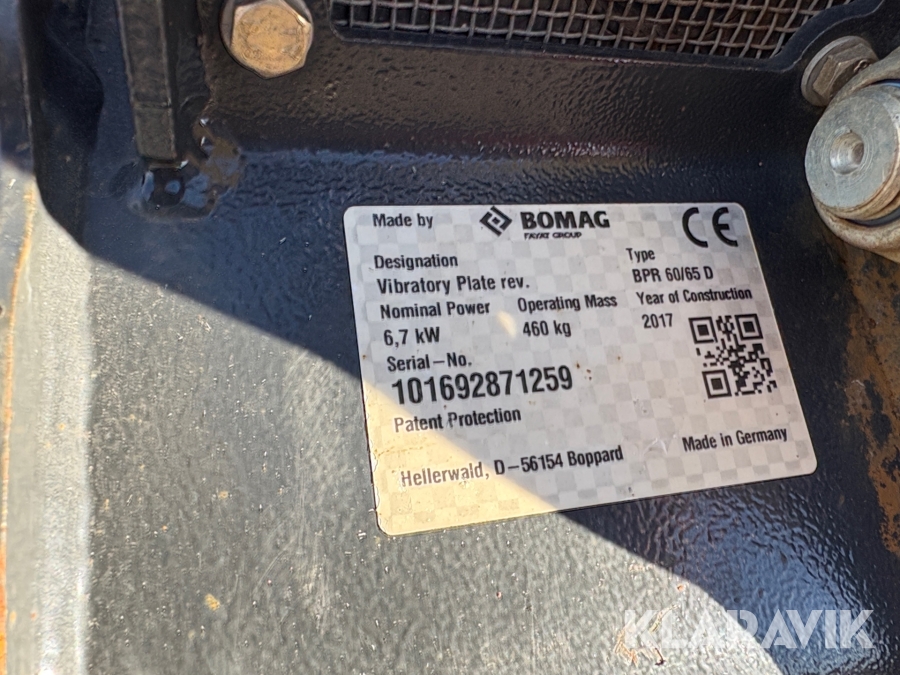 Made by BOMAG
FAYAT GROUP
CE
Designation Type
Vibratory Plate rev. BPR 60/65 D
Nominal Power Operating Mass Year of Construction
6,7 kW 460 kg 2017
Serial-No.
101692871259
Patent Protection
Hellerwald, D-56154 Boppard Made in Germany
KLARAVIK